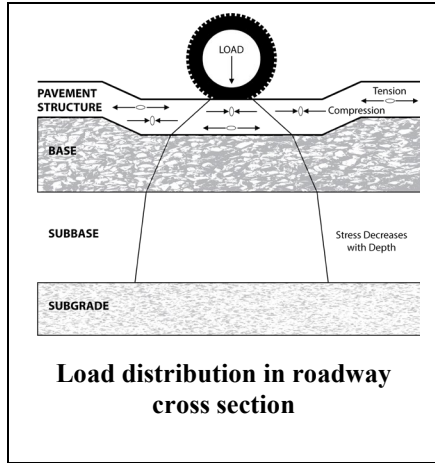 LOAD
PAVEMENT
STRUCTURE
Tension
Compression
BASE
SUBBASE
Stress Decreases
with Depth
SUBGRADE
Load distribution in roadway
cross section